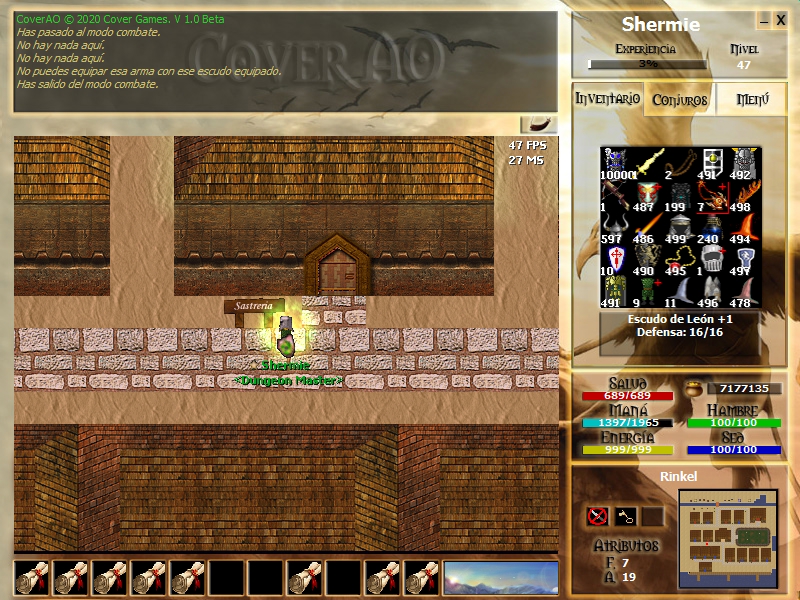 CoverAO © 2020 Cover Games. V 1.0 Beta
Has pasado al modo combate.
No hay nada aquí.
No hay nada aquí.
No puedes equipar esa arma con ese escudo equipado.
Has salido del modo combate.
Cover AO
Shermie
Experiencia
Nivel
3%
47
Inventario Conjuros Menú
47 FPS
27 MS
10000 1 2 491 492
1 487 199 7 498
597 486 499 240 494
10 490 495 1 497
491 9 11 496 478
Escudo de León +1
Defensa: 16/16
Sastreria
Shermie
<Dungeon Master>
Salud
689/689
7177135
Maná
1397/1965
Hambre
100/100
Energía
999/999
Sed
100/100
Rinkel
Atributos
F. 7
A. 19